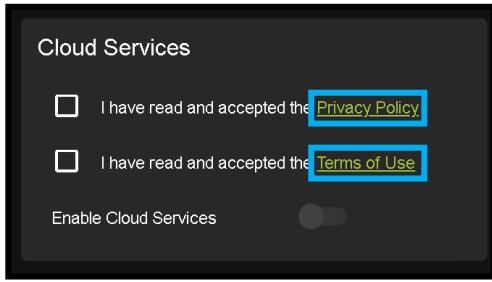 Cloud Services
I have read and accepted the Privacy Policy
I have read and accepted the Terms of Use
Enable Cloud Services